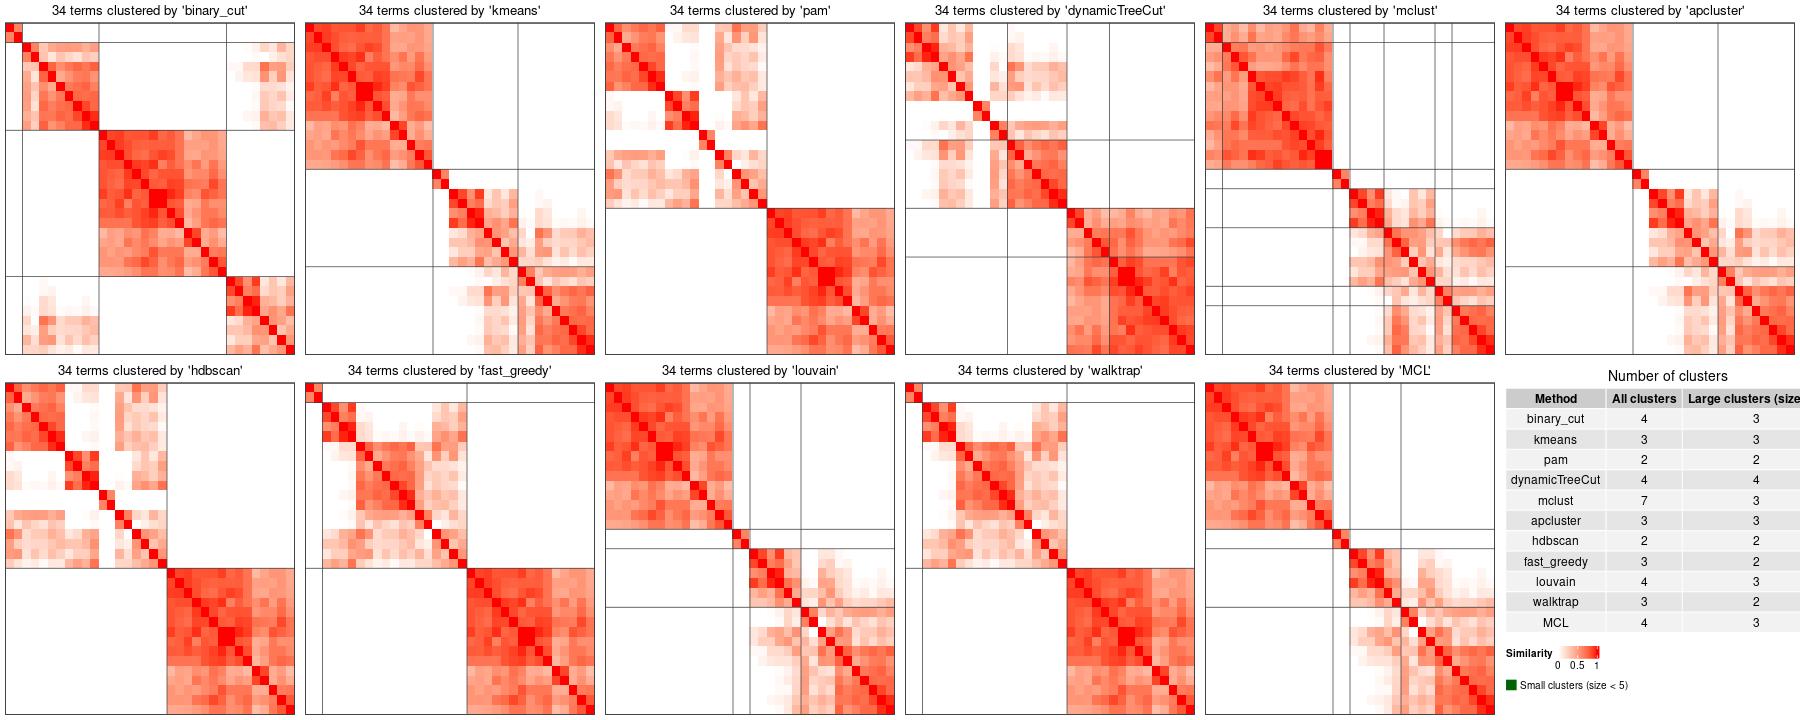 34 terms clustered by 'binary_cut'
34 terms clustered by 'kmeans'
34 terms clustered by 'pam'
34 terms clustered by 'dynamicTreeCut'
34 terms clustered by 'mclust'
34 terms clustered by 'apcluster'
34 terms clustered by 'hdbscan'
34 terms clustered by 'fast_greedy'
34 terms clustered by 'louvain'
34 terms clustered by 'walktrap'
34 terms clustered by 'MCL'
Number of clusters
Method All clusters Large clusters (size
binary_cut 4 3
kmeans 3 3
pam 2 2
dynamicTreeCut 4 4
mclust 7 3
apcluster 3 3
hdbscan 2 2
fast_greedy 3 2
louvain 4 3
walktrap 3 2
MCL 4 3
Similarity
0 0.5 1
Small clusters (size < 5)